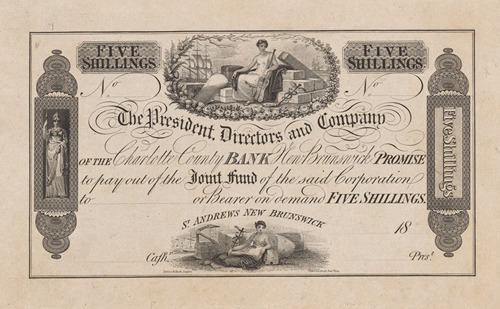 FIVE SHILLINGS
FIVE SHILLINGS
No No
The President, Directors and Company
OF THE Charlotte County BANK New Brunswick PROMISE
to pay out of the Joint Fund of the said Corporation
to or Bearer on demand FIVE SHILLINGS.
St. ANDREWS NEW BRUNSWICK
18
Cashr. Prest.
Five Shillings